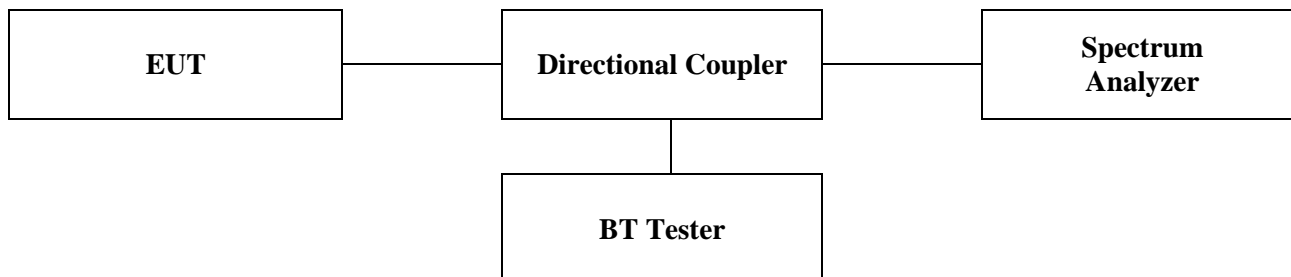 EUT
Directional Coupler
Spectrum
Analyzer
BT Tester